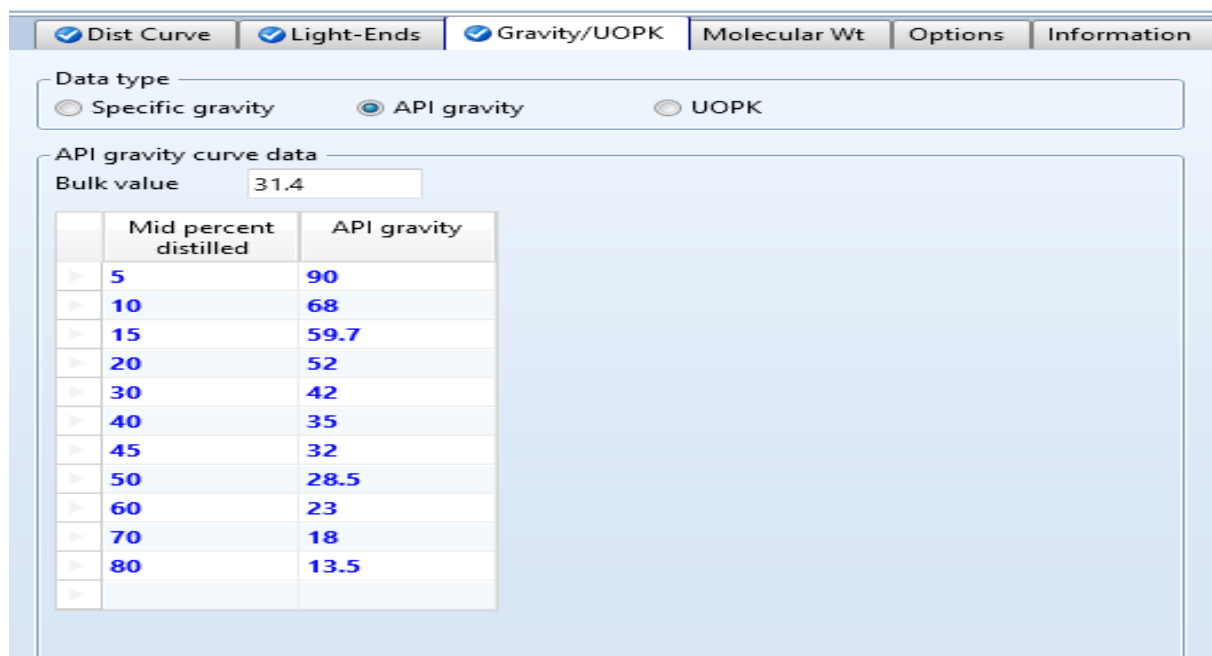 Dist Curve Light-Ends Gravity/UOPK Molecular Wt Options Information
Data type
Specific gravity API gravity UOPK
API gravity curve data
Bulk value 31.4
Mid percent distilled API gravity
5 90
10 68
15 59.7
20 52
30 42
40 35
45 32
50 28.5
60 23
70 18
80 13.5